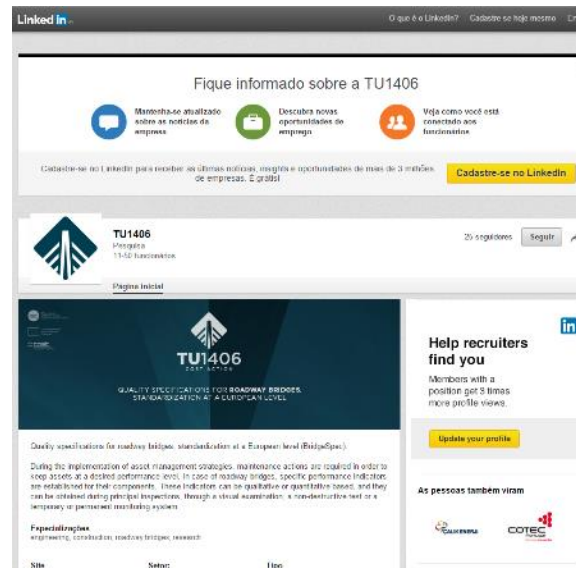 Linked in
O que é o LinkedIn? Cadastre-se hoje mesmo
Fique informado sobre a TU1406
Mantenha-se atualizado
sobre as notícias da
empresa
Descubra novas
oportunidades de
emprego
Veja como você está
conectado aos
funcionários
Cadastre-se no LinkedIn para receber as últimas notícias, insights e oportunidades de mais de 3 milhões
de empresas. É grátis!
Cadastre-se no LinkedIn
TU1406
Pesquisa
11-50 funcionários
25 seguidores
Seguir
Página inicial
TU1406
COST ACTION
QUALITY SPECIFICATIONS FOR ROADWAY BRIDGES,
STANDARDIZATION AT A EUROPEAN LEVEL
Help recruiters
find you
Members with a
position get 3 times
more profile views.
Update your profile
Quality specifications for roadway bridges, standardization at a European level (BridgeSpec).
During the implementation of asset management strategies, maintenance actions are required in order to
keep assets at a desired performance level. In case of roadway bridges, specific performance indicators
are established for their components. These indicators can be qualitative or quantitative based, and they
can be obtained during principal inspections, through a visual examination, a non-destructive test or a
temporary or permanent monitoring system
Especializações
engineering, construction, roadway bridges, research
Site Setor: Tipo
As pessoas também viram
COTEC